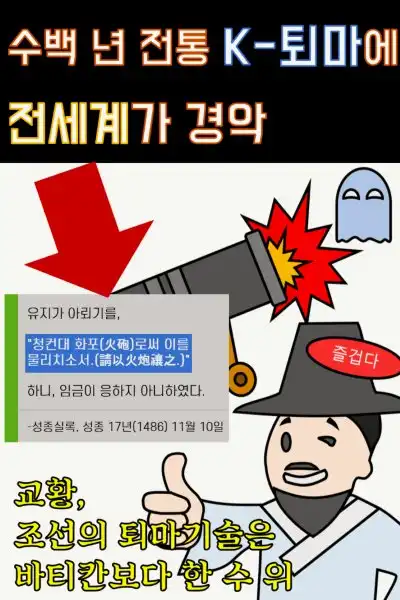 수백 년 전통 K-퇴마에
전세계가 경악
유지가 아뢰기를,
"청컨대 화포(火砲)로써 이를
물리치소서.(請以火炮禳之.)"
하니, 임금이 응하지 아니하였다.
-성종실록, 성종 17년(1486) 11월 10일
즐겁다
교황,
조선의 퇴마기술은
바티칸보다 한 수 위